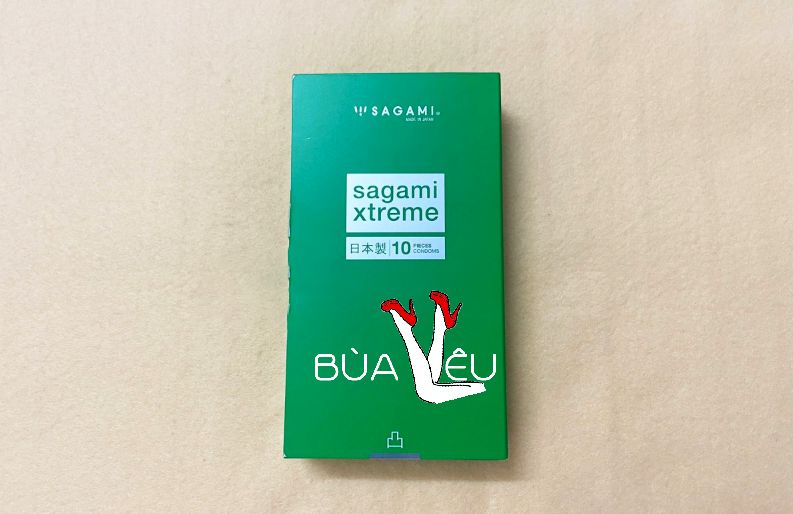 SAGAMI
MADE IN JAPAN
sagami
xtreme
日本製 10 PIECES CONDOMS
BÙA YÊU